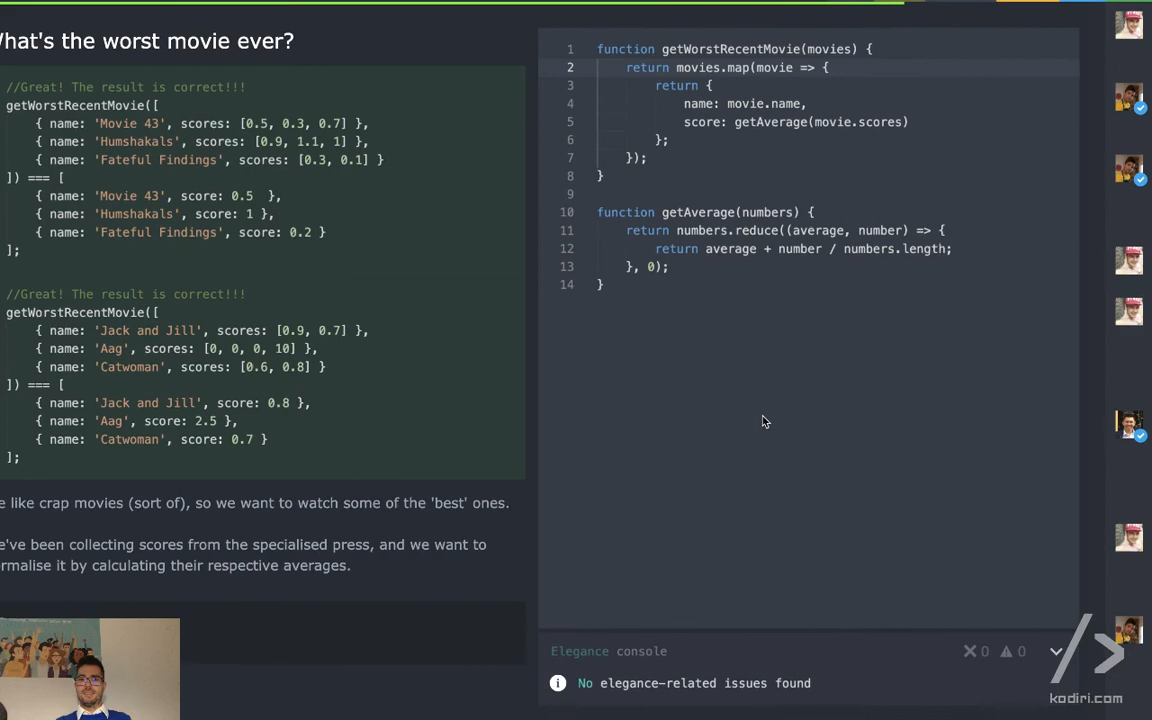 hat's the worst movie ever?
//Great! The result is correct!!!
getWorstRecentMovie([
{ name: 'Movie 43', scores: [0.5, 0.3, 0.7] },
{ name: 'Humshakals', scores: [0.9, 1.1, 1] },
{ name: 'Fateful Findings', scores: [0.3, 0.1] }
]) === [
{ name: 'Movie 43', score: 0.5  },
{ name: 'Humshakals', score: 1 },
{ name: 'Fateful Findings', score: 0.2 }
];
//Great! The result is correct!!!
getWorstRecentMovie([
{ name: 'Jack and Jill', scores: [0.9, 0.7] },
{ name: 'Aag', scores: [0, 0, 0, 10] },
{ name: 'Catwoman', scores: [0.6, 0.8] }
]) === [
{ name: 'Jack and Jill', score: 0.8 },
{ name: 'Aag', score: 2.5 },
{ name: 'Catwoman', score: 0.7 }
];
e like crap movies (sort of), so we want to watch some of the 'best' ones.
e've been collecting scores from the specialised press, and we want to
rmalise it by calculating their respective averages.
1 function getWorstRecentMovie(movies) {
2 return movies.map(movie => {
3 return {
4 name: movie.name,
5 score: getAverage(movie.scores)
6 };
7 });
8 }
9
10 function getAverage(numbers) {
11 return numbers.reduce((average, number) => {
12 return average + number / numbers.length;
13 }, 0);
14 }
Elegance console
0 0
No elegance-related issues found
/>
kodiri.com